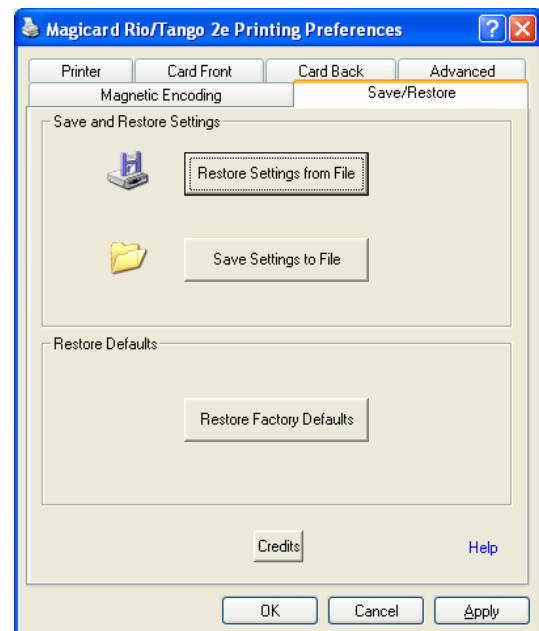 Magicard Rio/Tango 2e Printing Preferences
Printer Card Front Card Back Advanced
Magnetic Encoding Save/Restore
Save and Restore Settings
Restore Settings from File
Save Settings to File
Restore Defaults
Restore Factory Defaults
Credits Help
OK Cancel Apply